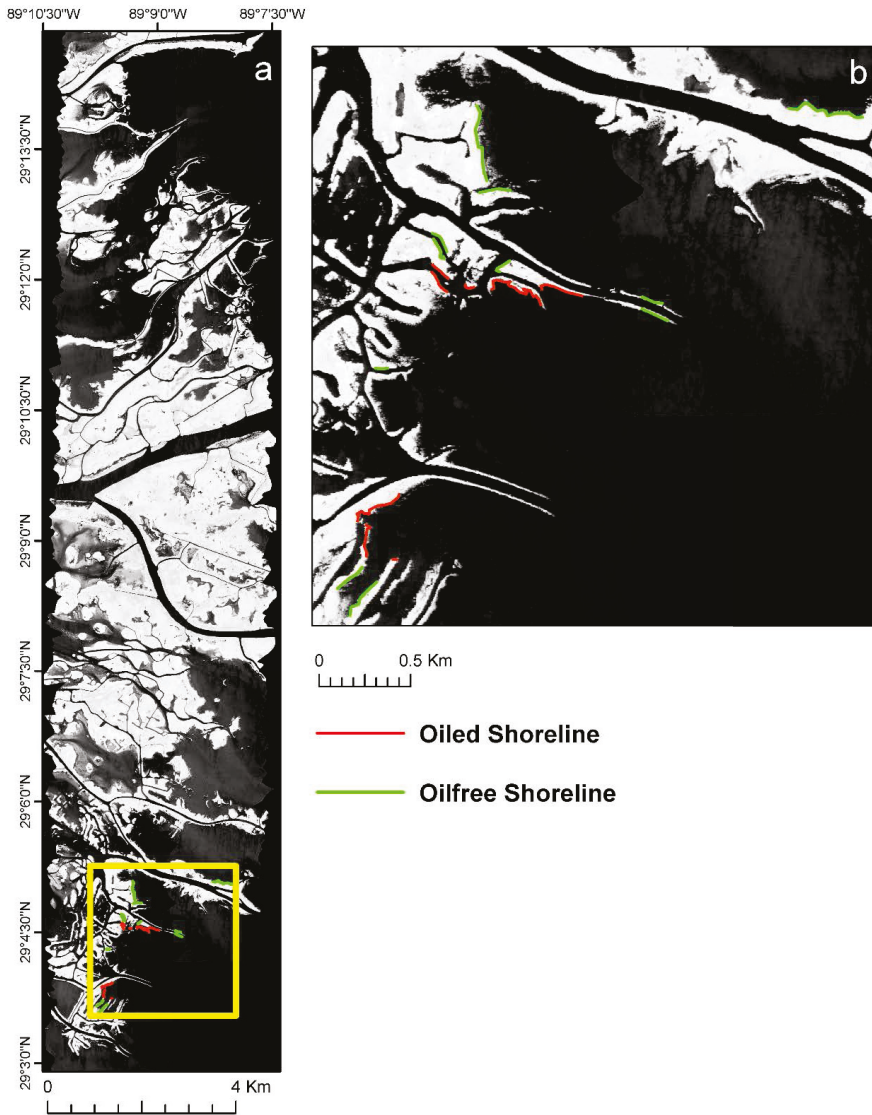 89°10'30"W 89°9'0"W 89°7'30"W
a
b
29°13'30"N
29°12'0"N
29°10'30"N
29°9'0"N
29°7'30"N
29°6'0"N
29°4'30"N
29°3'0"N
0 0.5 Km
Oiled Shoreline
Oilfree Shoreline
0 4 Km